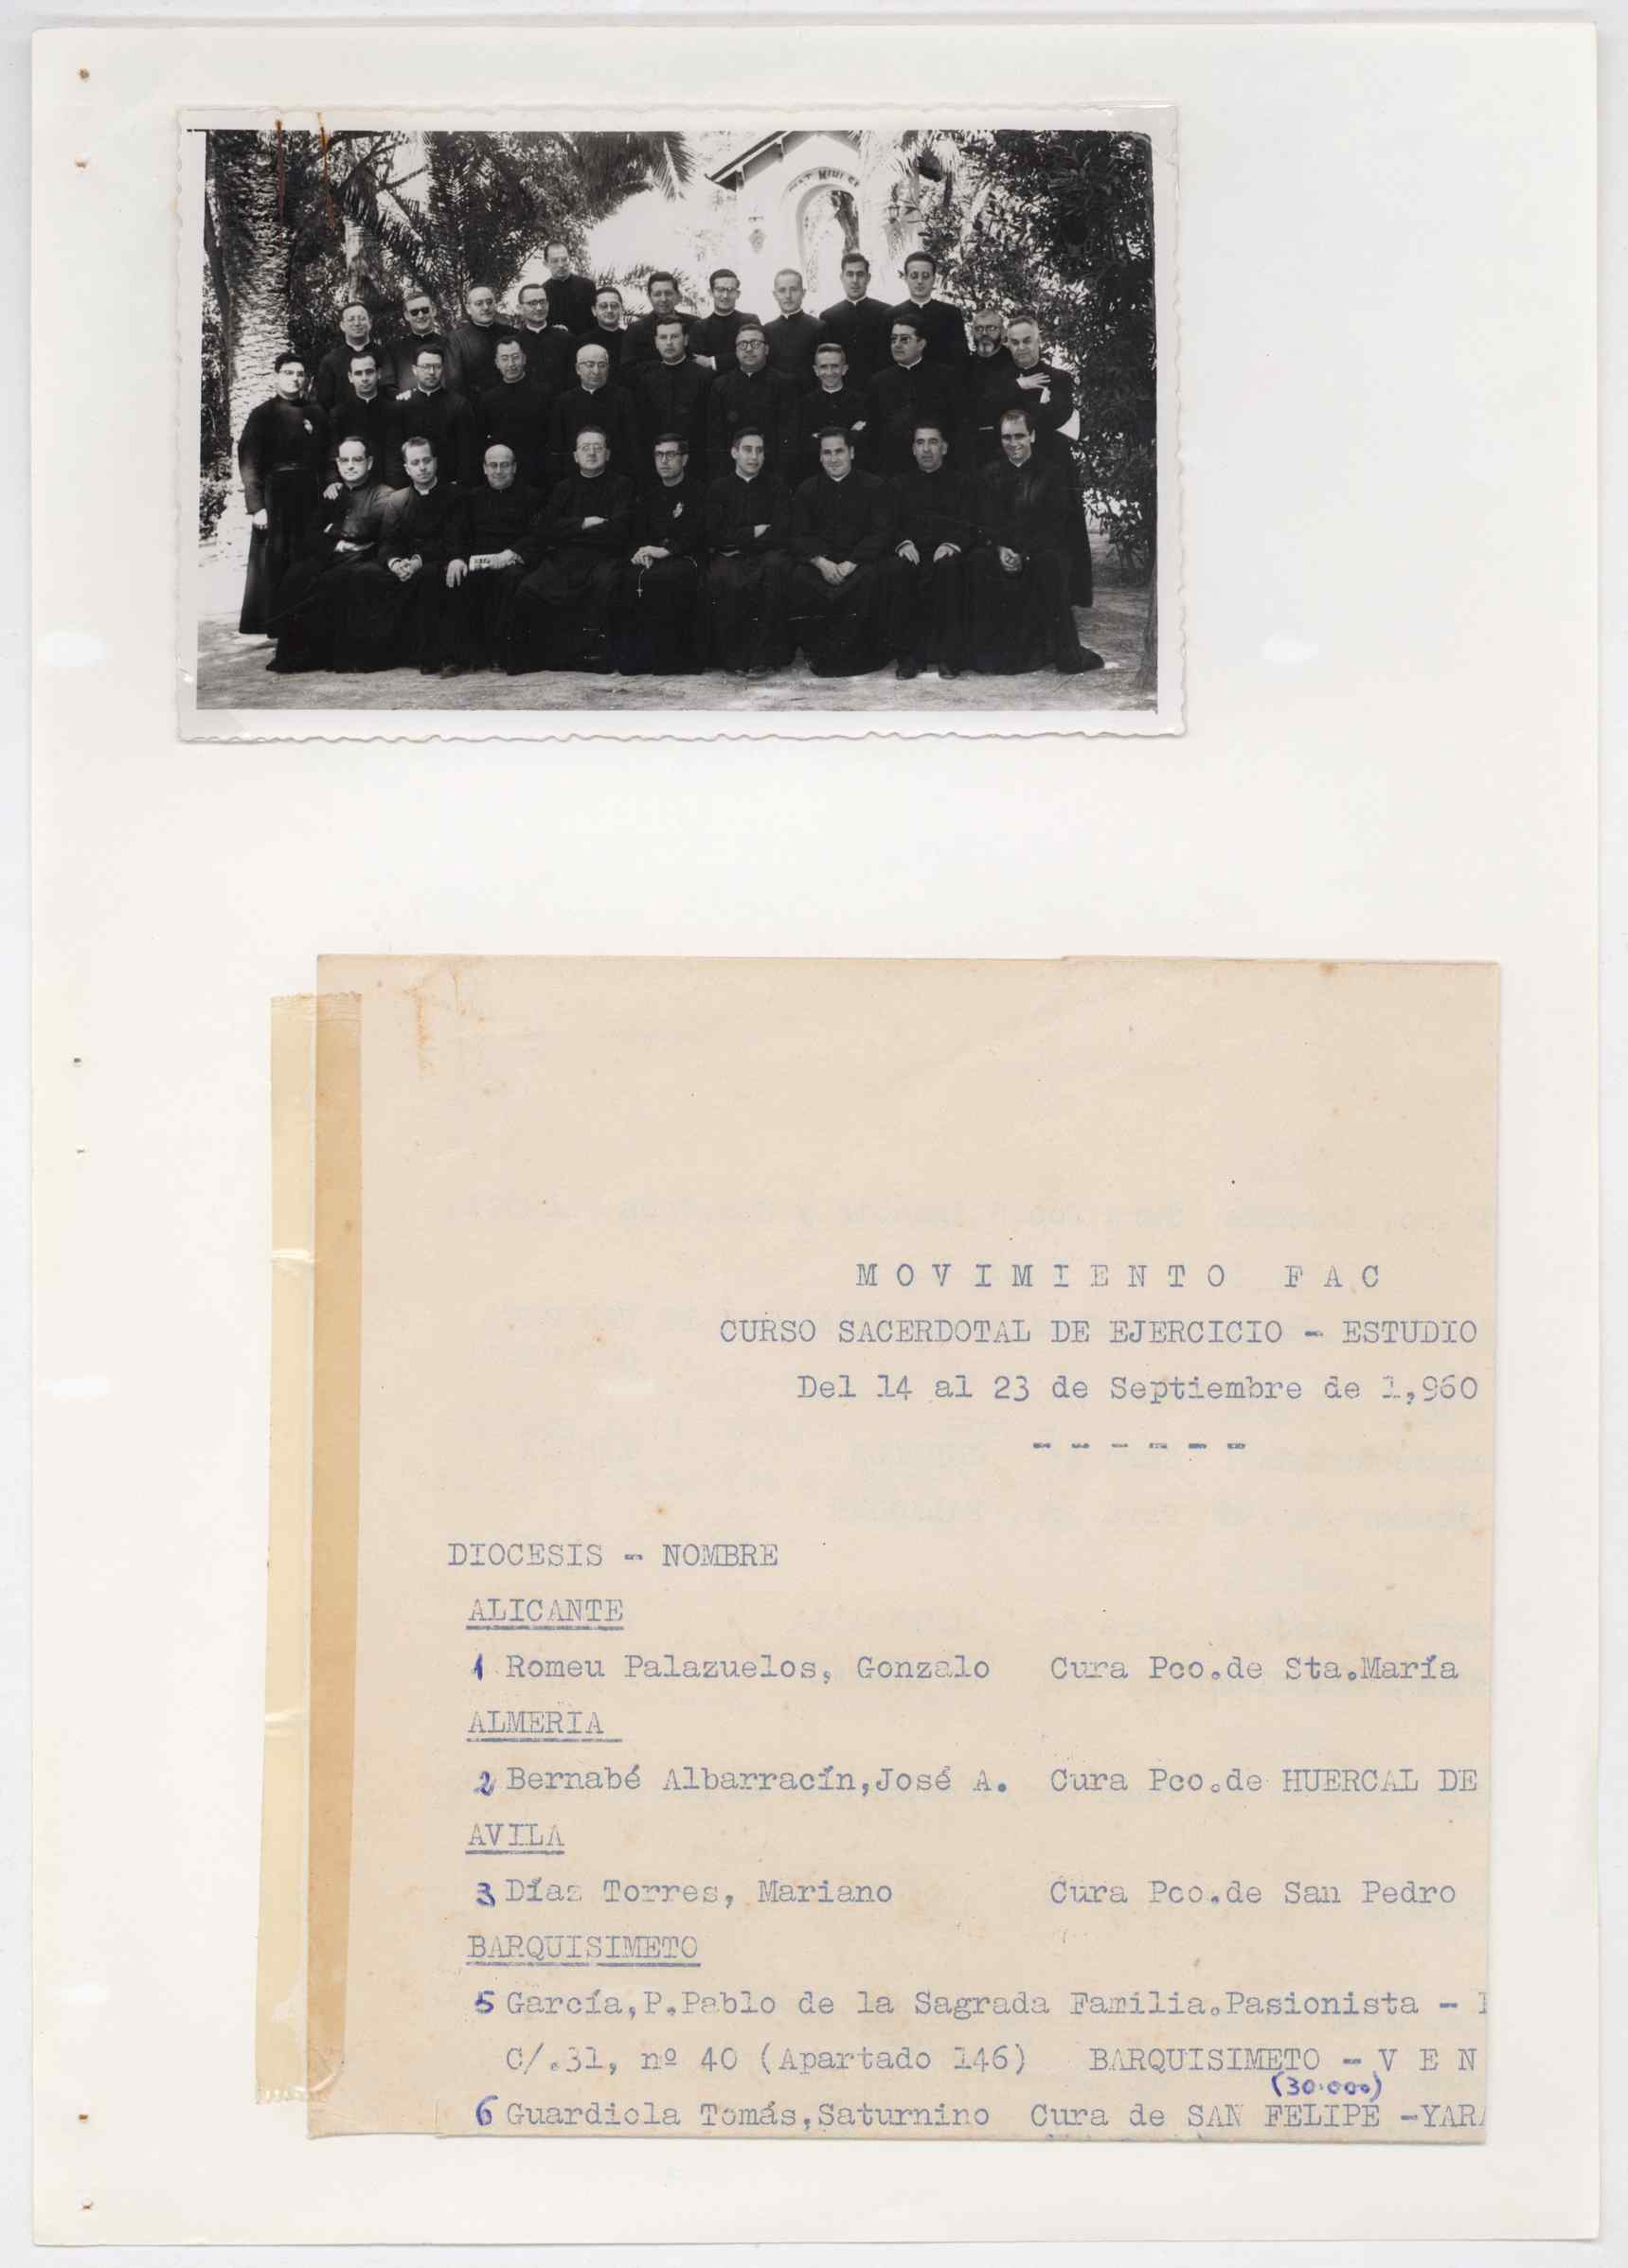 MOVIMIENTO FAC
CURSO SACERDOTAL DE EJERCICIO - ESTUDIO
Del 14 al 23 de Septiembre de 1,960
DIOCESIS - NOMBRE
ALICANTE
1 Romeu Palazuelos, Gonzalo Cura Pco.de Sta.María
ALMERIA
2 Bernabé Albarracín,José A. Cura Pco.de HUERCAL DE
AVILA
3 Díaz Torres, Mariano Cura Pco.de San Pedro
BARQUISIMETO
5 García,P.Pablo de la Sagrada Familia.Pasionista -
C/.31, nº 40 (Apartado 146) BARQUISIMETO - V E N
(30.000)
6 Guardiola Tomás,Saturnino Cura de SAN FELIPE -YAR